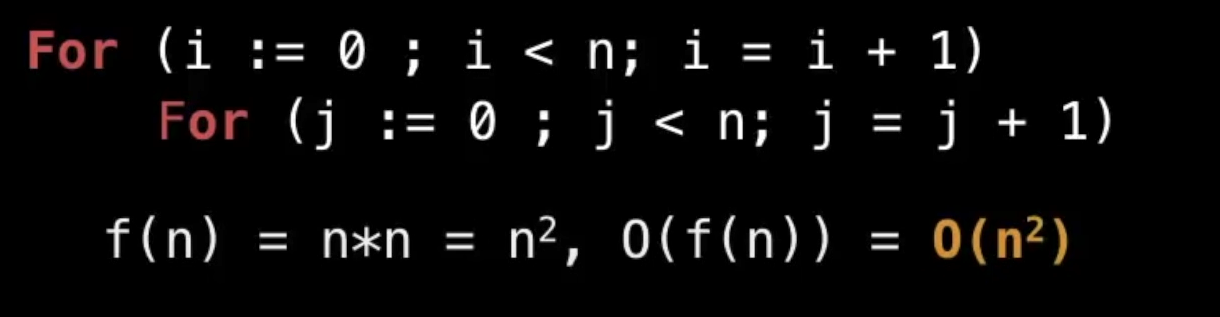 For (i := 0 ; i < n; i = i + 1)
For (j := 0 ; j < n; j = j + 1)
f(n) = n*n = n², O(f(n)) = O(n²)